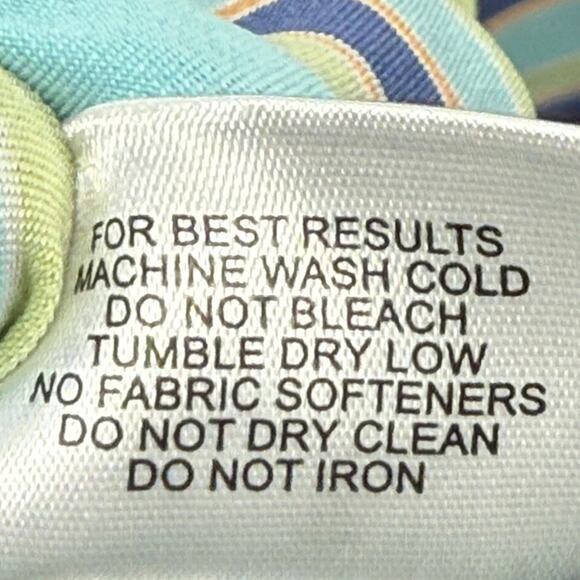 FOR BEST RESULTS
MACHINE WASH COLD
DO NOT BLEACH
TUMBLE DRY LOW
NO FABRIC SOFTENERS
DO NOT DRY CLEAN
DO NOT IRON